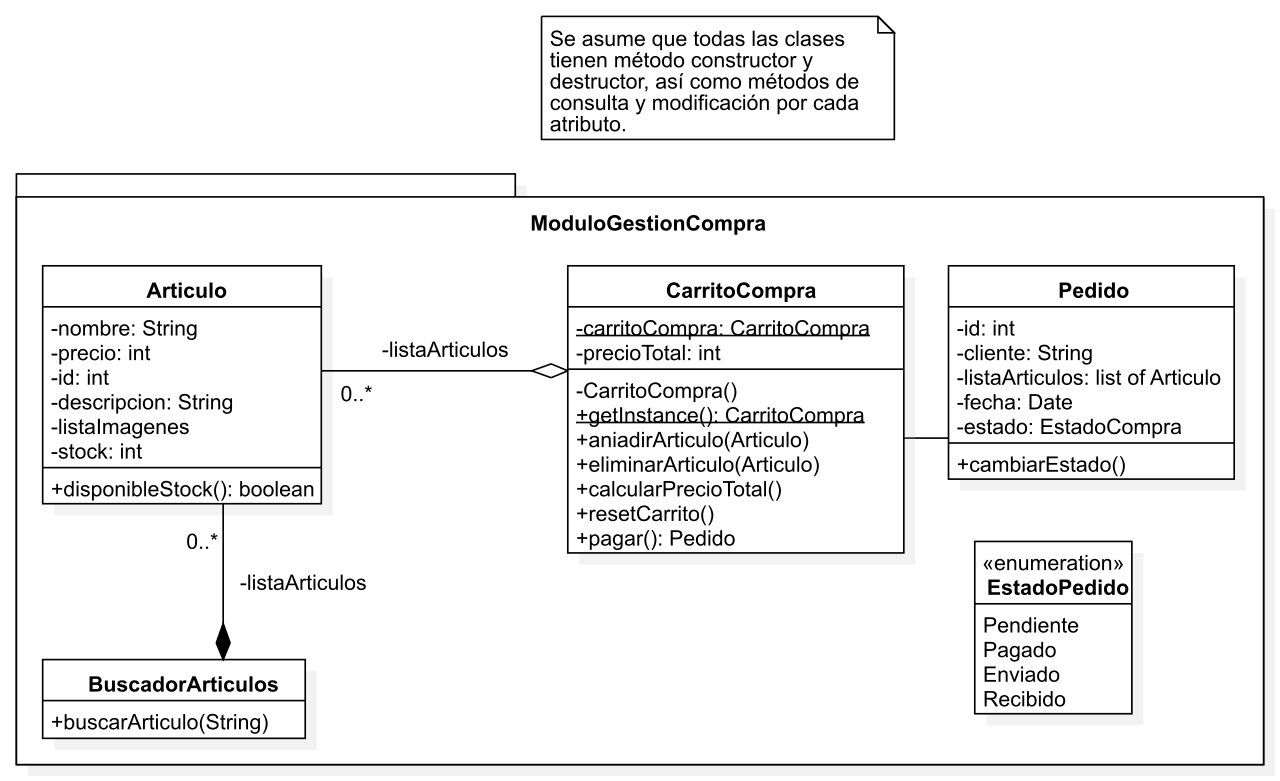 Se asume que todas las clases
tienen método constructor y
destructor, así como métodos de
consulta y modificación por cada
atributo.
ModuloGestionCompra
Articulo
-nombre: String
-precio: int
-id: int
-descripcion: String
-listaImagenes
-stock: int
+disponibleStock(): boolean
-listaArticulos
0..*
CarritoCompra
-carritoCompra: CarritoCompra
-precioTotal: int
-CarritoCompra()
+getInstance(): CarritoCompra
+aniadirArticulo(Articulo)
+eliminarArticulo(Articulo)
+calcularPrecioTotal()
+resetCarrito()
+pagar(): Pedido
Pedido
-id: int
-cliente: String
-listaArticulos: list of Articulo
-fecha: Date
-estado: EstadoCompra
+cambiarEstado()
0..*
-listaArticulos
BuscadorArticulos
+buscarArticulo(String)
«enumeration»
EstadoPedido
Pendiente
Pagado
Enviado
Recibido